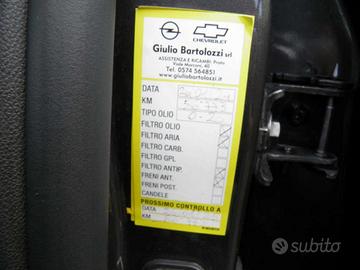 OPEL CHEVROLET
Giulio Bartolozzi srl
ASSISTENZA E RICAMBI: Prato
Viale Marconi, 40
Tel. 0574 564851
www.giuliobartolozzi.it
DATA
KM
TIPO OLIO
FILTRO OLIO
FILTRO ARIA
FILTRO CARB.
FILTRO GPL
FILTRO ANTIP.
FRENI ANT.
FRENI POST.
CANDELE
PROSSIMO CONTROLLO A
DATA
KM
subito